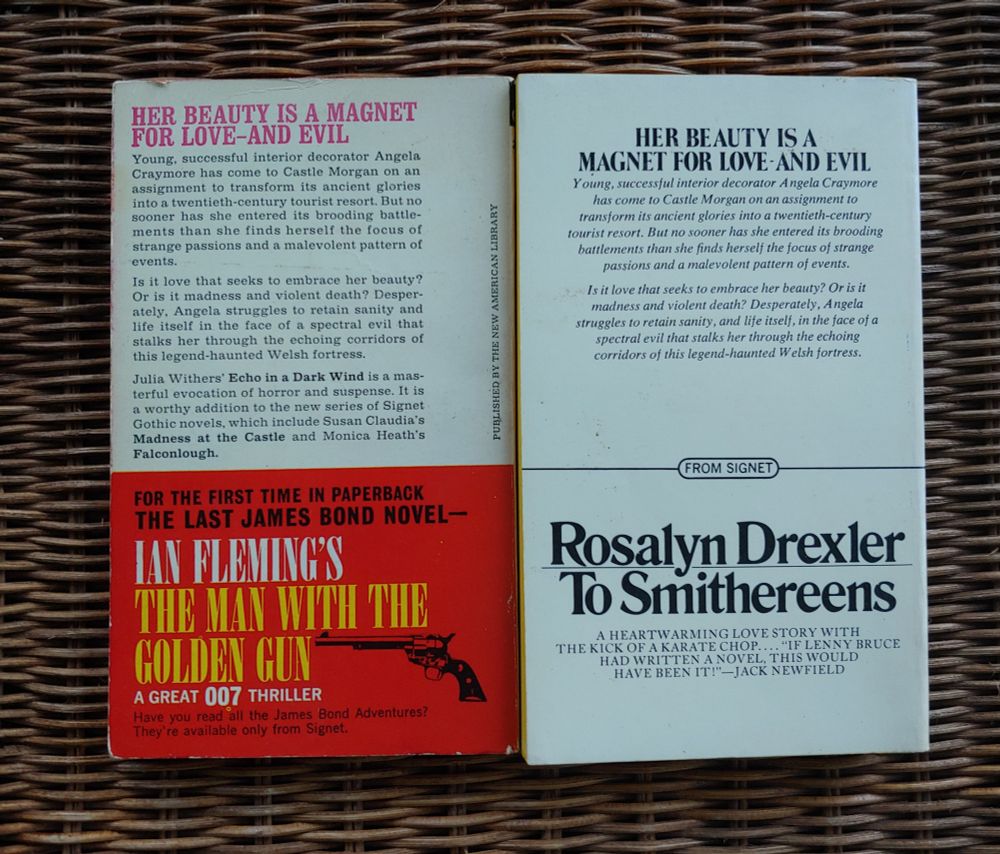 HER BEAUTY IS A MAGNET
FOR LOVE—AND EVIL
Young, successful interior decorator Angela
Craymore has come to Castle Morgan on an
assignment to transform its ancient glories
into a twentieth-century tourist resort. But no
sooner has she entered its brooding battle-
ments than she finds herself the focus of
strange passions and a malevolent pattern of
events.
Is it love that seeks to embrace her beauty?
Or is it madness and violent death? Desper-
ately, Angela struggles to retain sanity and
life itself in the face of a spectral evil that
stalks her through the echoing corridors of
this legend-haunted Welsh fortress.
Julia Withers' Echo in a Dark Wind is a mas-
terful evocation of horror and suspense. It is
a worthy addition to the new series of Signet
Gothic novels, which include Susan Claudia's
Madness at the Castle and Monica Heath's
Falconlough.
PUBLISHED BY THE NEW AMERICAN LIBRARY
FOR THE FIRST TIME IN PAPERBACK
THE LAST JAMES BOND NOVEL—
IAN FLEMING'S
THE MAN WITH THE
GOLDEN GUN
A GREAT 007 THRILLER
Have you read all the James Bond Adventures?
They're available only from Signet.
HER BEAUTY IS A
MAGNET FOR LOVE-AND EVIL
Young, successful interior decorator Angela Craymore
has come to Castle Morgan on an assignment to
transform its ancient glories into a twentieth-century
tourist resort. But no sooner has she entered its brooding
battlements than she finds herself the focus of strange
passions and a malevolent pattern of events.
Is it love that seeks to embrace her beauty? Or is it
madness and violent death? Desperately, Angela
struggles to retain sanity, and life itself, in the face of a
spectral evil that stalks her through the echoing
corridors of this legend-haunted Welsh fortress.
FROM SIGNET
Rosalyn Drexler
To Smithereens
A HEARTWARMING LOVE STORY WITH
THE KICK OF A KARATE CHOP.... "IF LENNY BRUCE
HAD WRITTEN A NOVEL, THIS WOULD
HAVE BEEN IT!"—JACK NEWFIELD